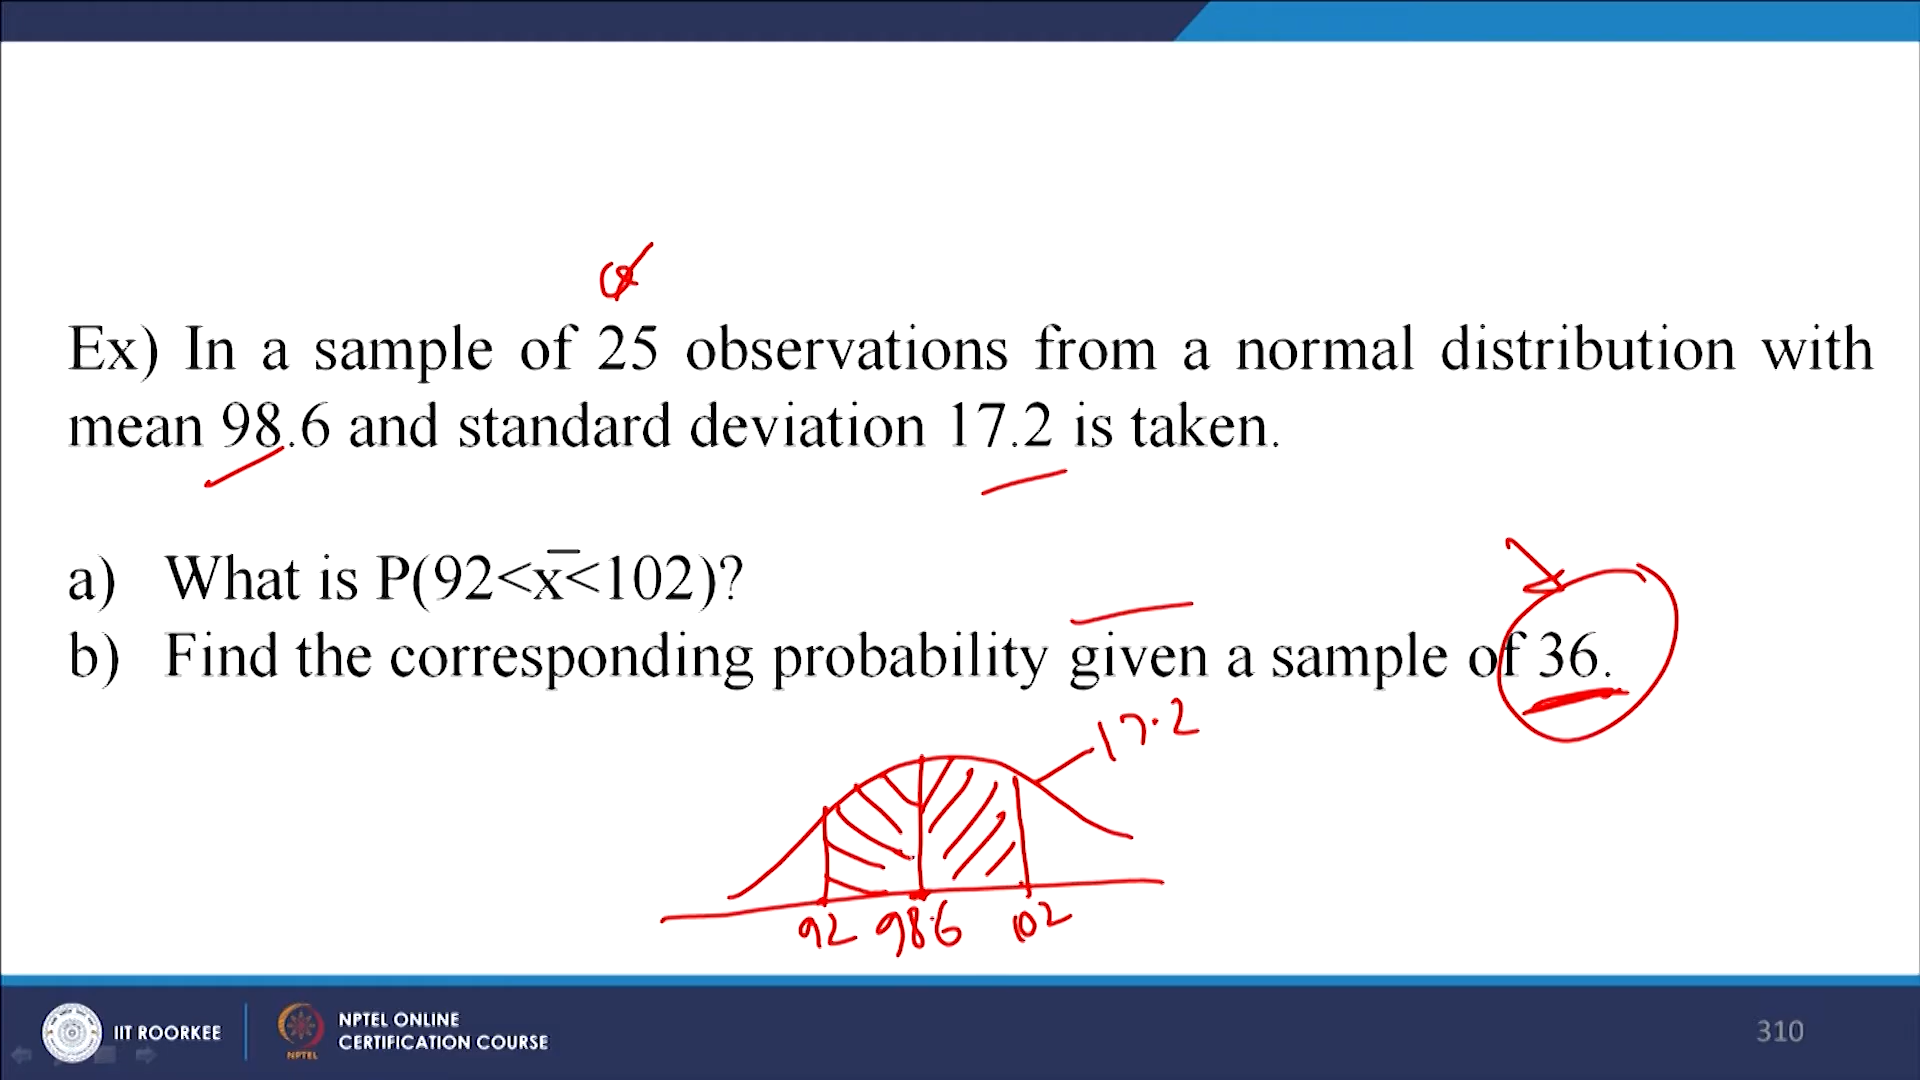 Ex) In a sample of 25 observations from a normal distribution with
mean 98.6 and standard deviation 17.2 is taken.
a) What is P(92<x̅<102)?
b) Find the corresponding probability given a sample of 36.
17.2
92 98.6 102
IIT ROORKEE
NPTEL
NPTEL ONLINE
CERTIFICATION COURSE
310